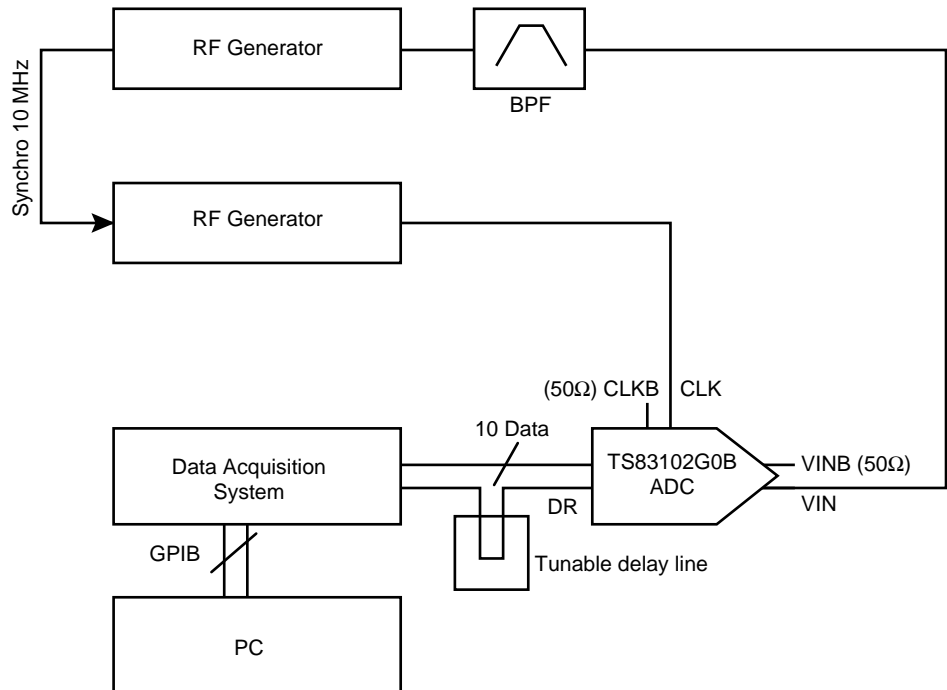 RF Generator
BPF
Synchro 10 MHz
RF Generator
(50Ω) CLKB
CLK
10 Data
Data Acquisition
System
TS83102G0B
ADC
VINB (50Ω)
VIN
DR
GPIB
Tunable delay line
PC